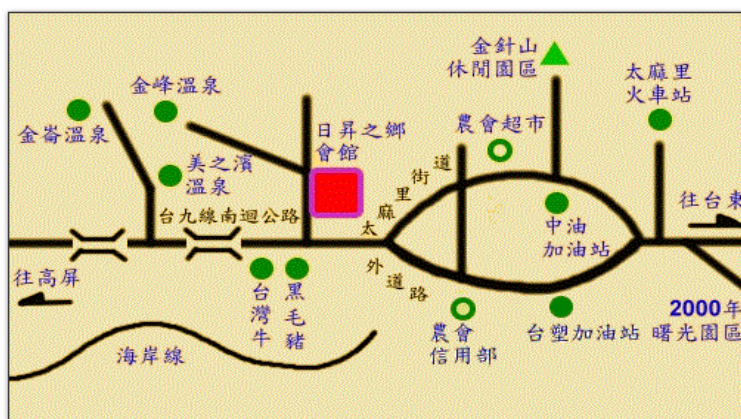 金針山
休閒園區
太麻里
火車站
金峰溫泉
金崙溫泉
日昇之鄉
會館
農會超市
美之濱
溫泉
太麻里街道
台九線南迴公路
往台東
中油
加油站
外環道路
往高屏
台灣牛
黑毛豬
農會
信用部
台塑加油站
2000年
曙光園區
海岸線